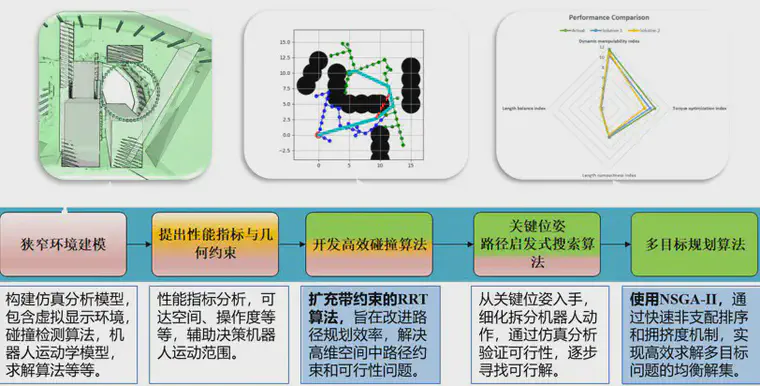 Performance Comparison
Actual Solution 1 Solution 2
Dynamic manipulability index
12
10
8
6
4
2
0
Length balance index
Torque optimization index
Length compositional index
12.5
10.0
7.5
5.0
2.5
0.0
−2.5
0 5 10 15
狭窄环境建模
提出性能指标与几
何约束
开发高效碰撞算法
关键位姿
路径启发式搜索算
法
多目标规划算法
构建仿真分析模型，
包含虚拟显示环境，
碰撞检测算法，机
器人运动学模型，
求解算法等等。
性能指标分析，可
达空间、操作度等
等，辅助决策机器
人运动范围。
扩充带约束的RRT
算法，旨在改进路
径规划效率，解决
高维空间中路径约
束和可行性问题。
从关键位姿入手，
细化拆分机器人动
作，通过仿真分析
验证可行性，逐步
寻找可行解。
使用NSGA-II，通
过快速非支配排序
和拥挤度机制，实
现高效求解多目标
问题的均衡解集。